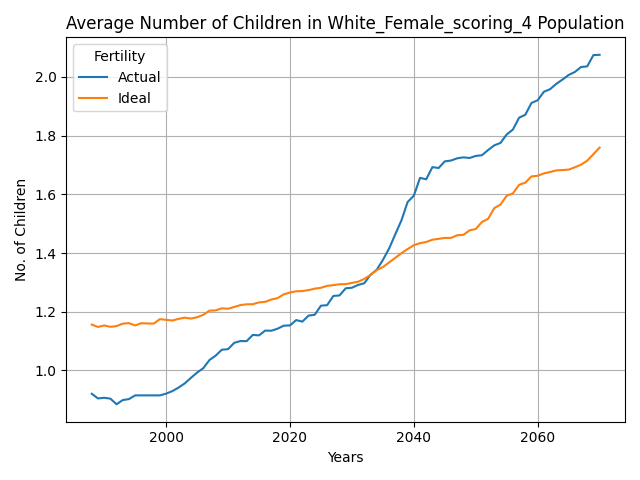 Average Number of Children in White_Female_scoring_4 Population
Fertility
Actual
Ideal
No. of Children
2.0
1.8
1.6
1.4
1.2
1.0
2000
2020
2040
2060
Years